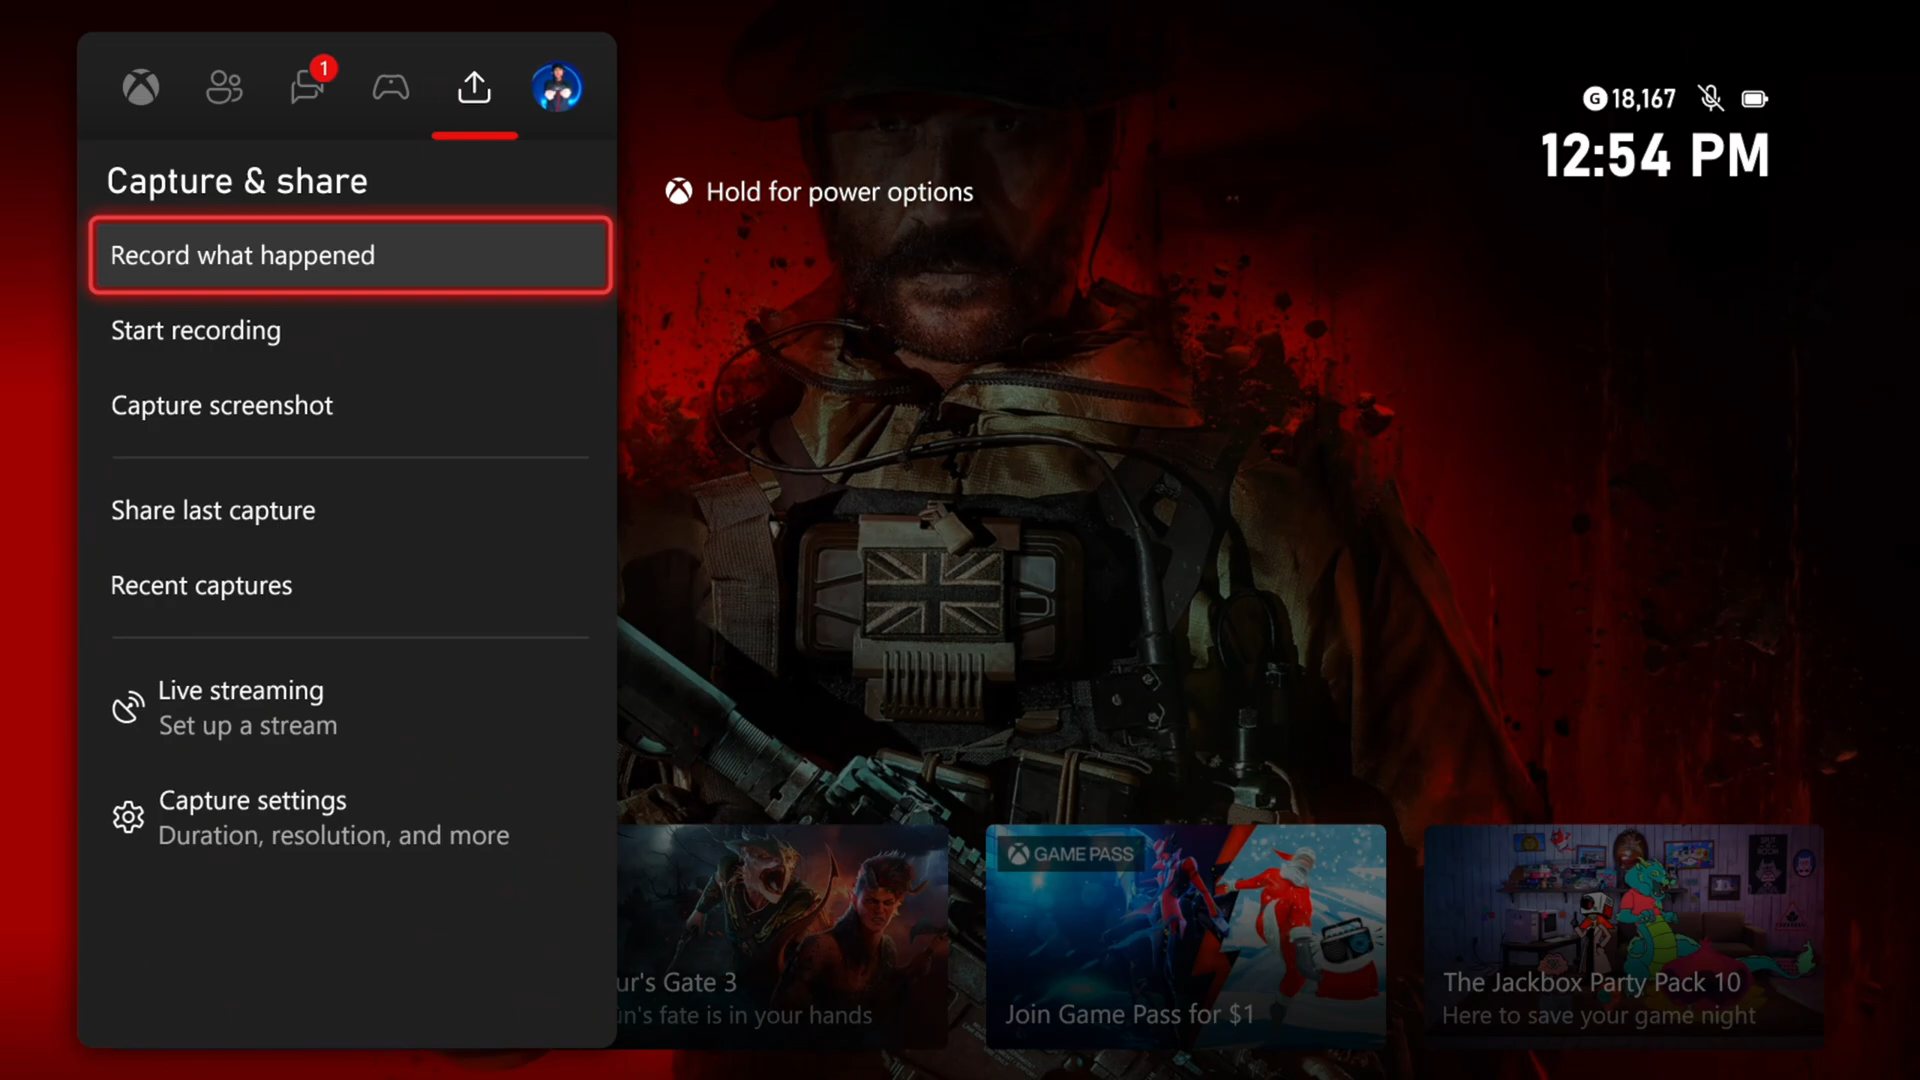 1
Capture & share
Record what happened
Start recording
Capture screenshot
Share last capture
Recent captures
Live streaming
Set up a stream
Capture settings
Duration, resolution, and more
Hold for power options
G 18,167
12:54 PM
ur's Gate 3
n's fate is in your hands
GAME PASS
Join Game Pass for $1
The Jackbox Party Pack 10
Here to save your game night